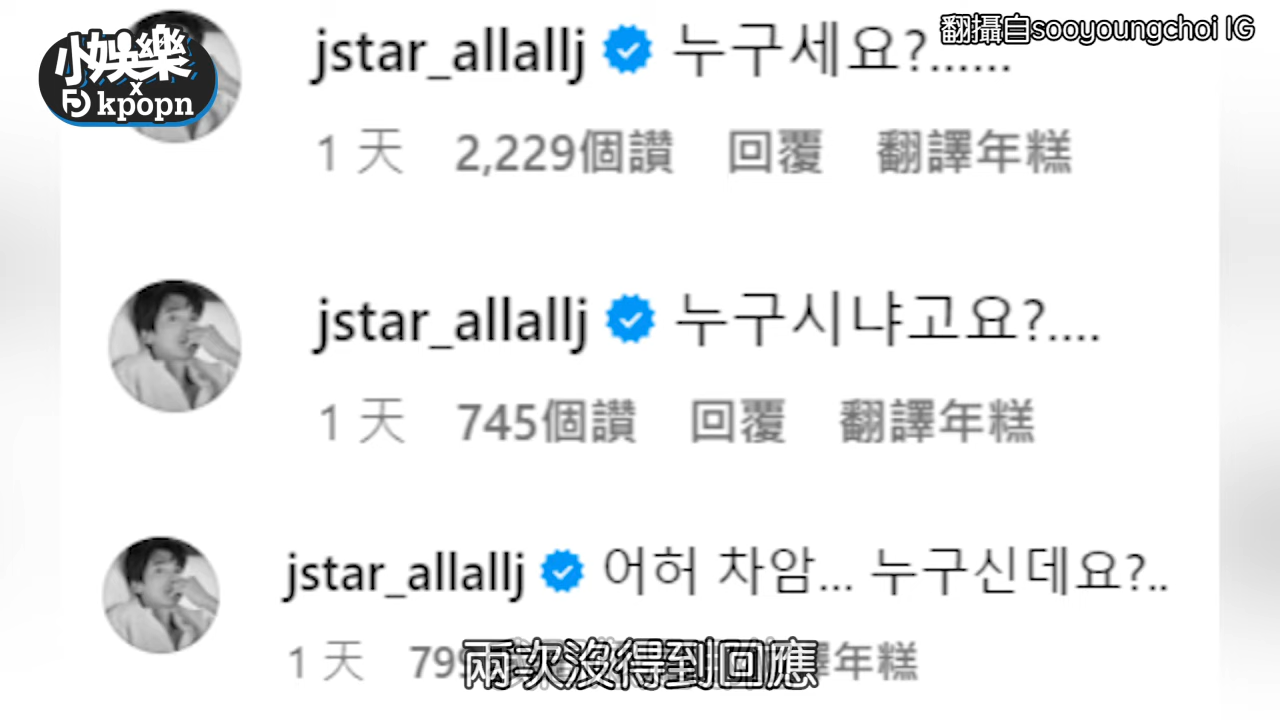 小娛樂
x
kpopn
翻攝自sooyoungchoi IG
jstar_allallj 누구세요?......
1 天 2,229個讚 回覆 翻譯年糕
jstar_allallj 누구시냐고요?....
1 天 745個讚 回覆 翻譯年糕
jstar_allallj 어허 차암... 누구신데요?..
1 天 年糕
兩次沒得到回應